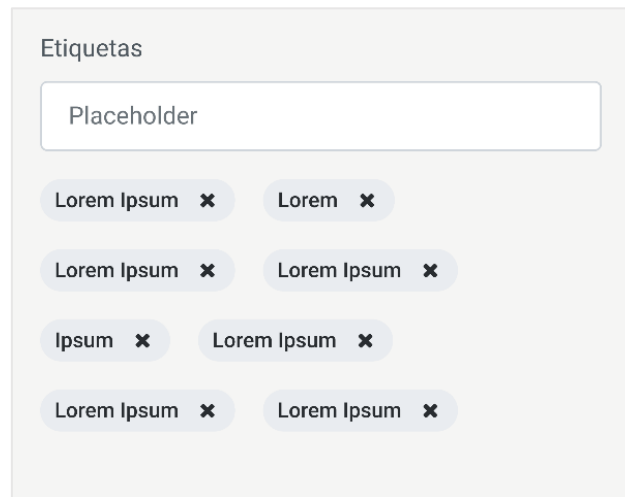 Etiquetas
Placeholder
Lorem Ipsum ✖ Lorem ✖
Lorem Ipsum ✖ Lorem Ipsum ✖
Ipsum ✖ Lorem Ipsum ✖
Lorem Ipsum ✖ Lorem Ipsum ✖